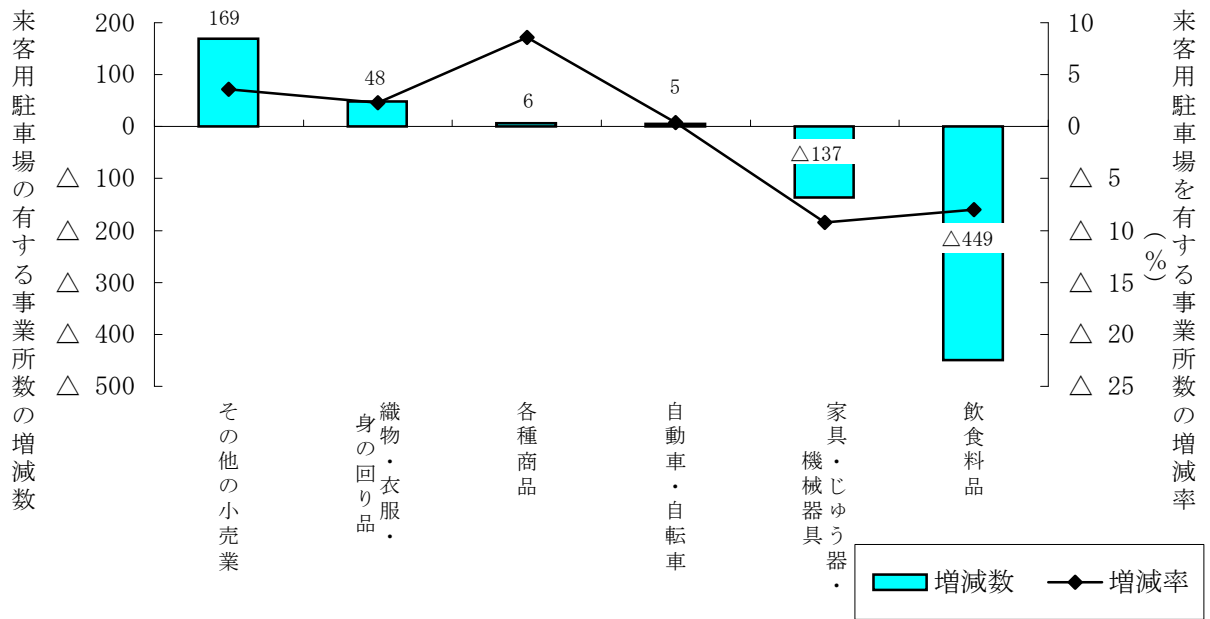 来客用駐車場の有する事業所数の増減数
200
100
0
△ 100
△ 200
△ 300
△ 400
△ 500
169
48
6
5
△137
△449
10
5
0
△ 5
△ 10
△ 15
△ 20
△ 25
来客用駐車場を有する事業所数の増減率
(%)
その他の小売業
織物・衣服・
身の回り品
各種商品
自動車・自転車
家具・じゅう器・
機械器具
飲食料品
増減数
増減率